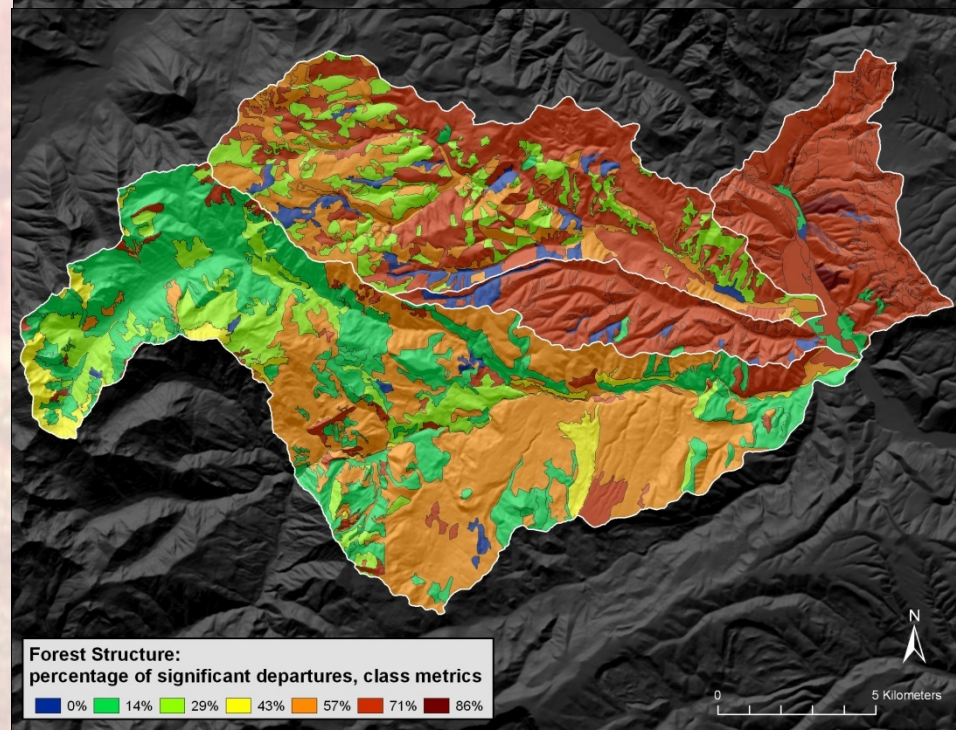 Forest Structure:
percentage of significant departures, class metrics
0% 14% 29% 43% 57% 71% 86%
N
0 5 Kilometers